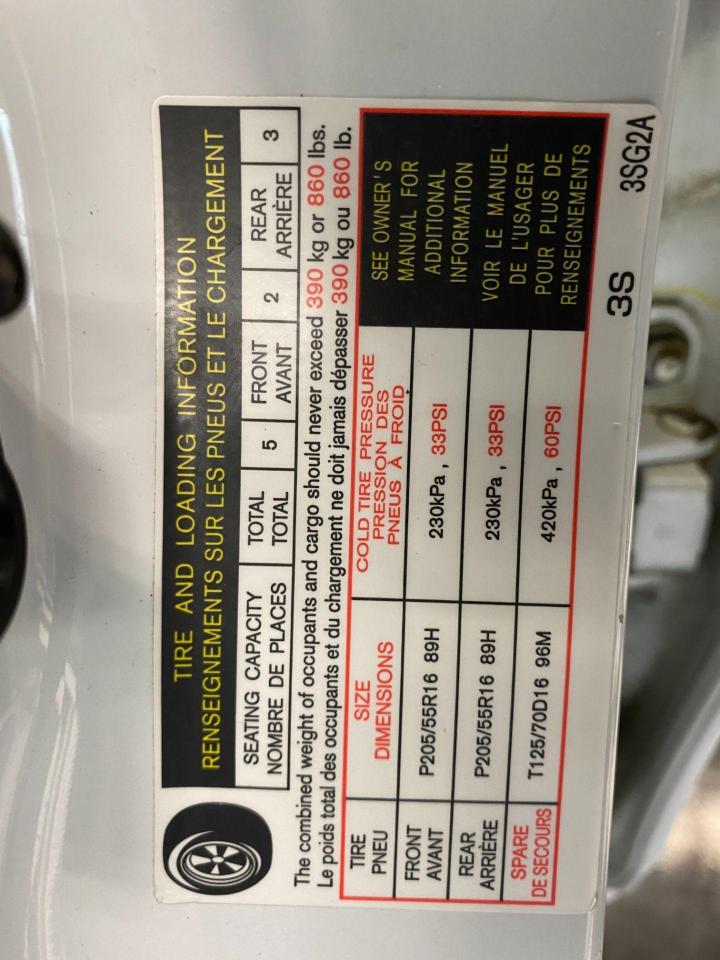 TIRE AND LOADING INFORMATION
RENSEIGNEMENTS SUR LES PNEUS ET LE CHARGEMENT
SEATING CAPACITY
NOMBRE DE PLACES
TOTAL
TOTAL
5
FRONT
AVANT
2
REAR
ARRIÈRE
3
The combined weight of occupants and cargo should never exceed 390 kg or 860 lbs.
Le poids total des occupants et du chargement ne doit jamais dépasser 390 kg ou 860 lb.
TIRE
PNEU
SIZE
DIMENSIONS
COLD TIRE PRESSURE
PRESSION DES
PNEUS À FROID
FRONT
AVANT
P205/55R16 89H
230kPa , 33PSI
REAR
ARRIÈRE
P205/55R16 89H
230kPa , 33PSI
SPARE
DE SECOURS
T125/70D16 96M
420kPa , 60PSI
SEE OWNER'S
MANUAL FOR
ADDITIONAL
INFORMATION
VOIR LE MANUEL
DE L'USAGER
POUR PLUS DE
RENSEIGNEMENTS
3S
3SG2A